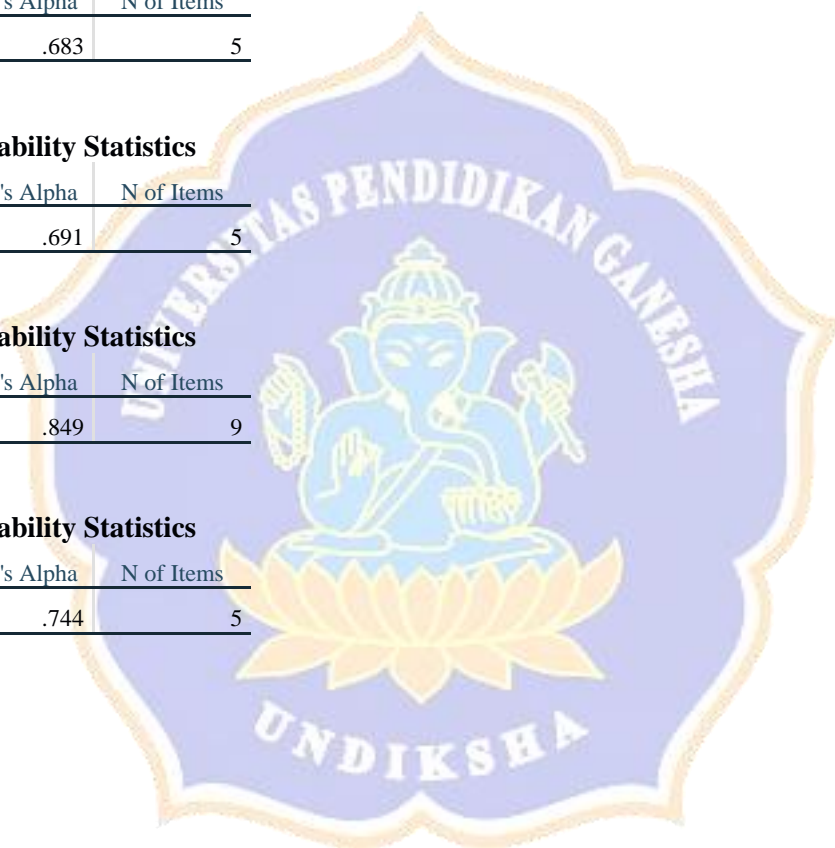 's Alpha N of Items
.683 5
ability Statistics
's Alpha N of Items
.691 5
ability Statistics
's Alpha N of Items
.849 9
ability Statistics
's Alpha N of Items
.744 5
UNIVERSITAS PENDIDIKAN GANESHA
UNDIKSHA